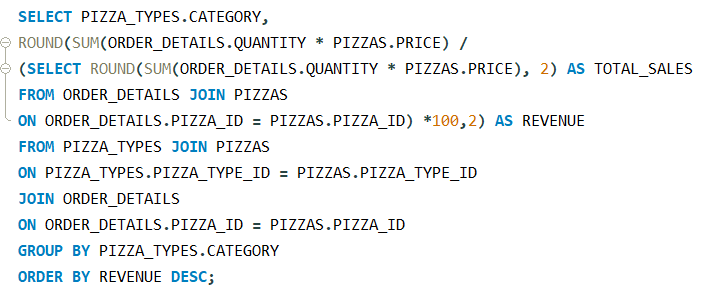 SELECT PIZZA_TYPES.CATEGORY,
ROUND(SUM(ORDER_DETAILS.QUANTITY * PIZZAS.PRICE) /
(SELECT ROUND(SUM(ORDER_DETAILS.QUANTITY * PIZZAS.PRICE), 2) AS TOTAL_SALES
FROM ORDER_DETAILS JOIN PIZZAS
ON ORDER_DETAILS.PIZZA_ID = PIZZAS.PIZZA_ID) *100,2) AS REVENUE
FROM PIZZA_TYPES JOIN PIZZAS
ON PIZZA_TYPES.PIZZA_TYPE_ID = PIZZAS.PIZZA_TYPE_ID
JOIN ORDER_DETAILS
ON ORDER_DETAILS.PIZZA_ID = PIZZAS.PIZZA_ID
GROUP BY PIZZA_TYPES.CATEGORY
ORDER BY REVENUE DESC;